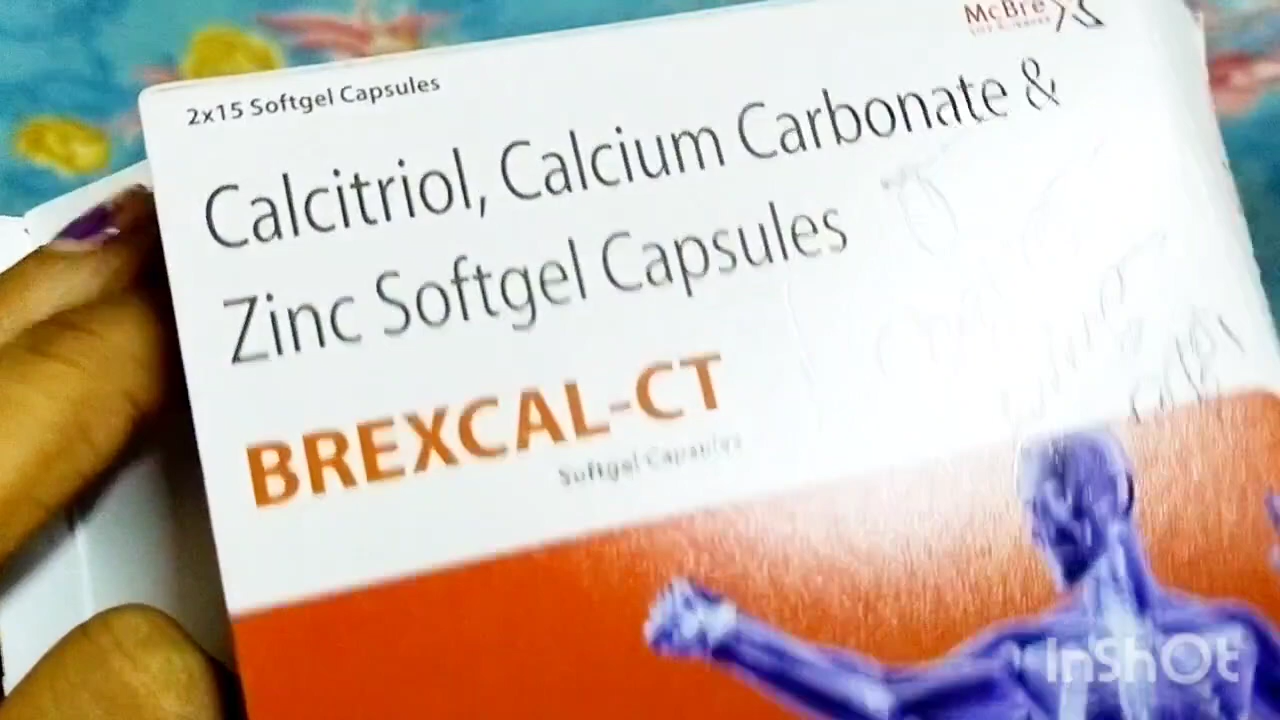 McBre
2x15 Softgel Capsules
Calcitriol, Calcium Carbonate &
Zinc Softgel Capsules
BREXCAL-CT
Softgel Capsules
InShOt